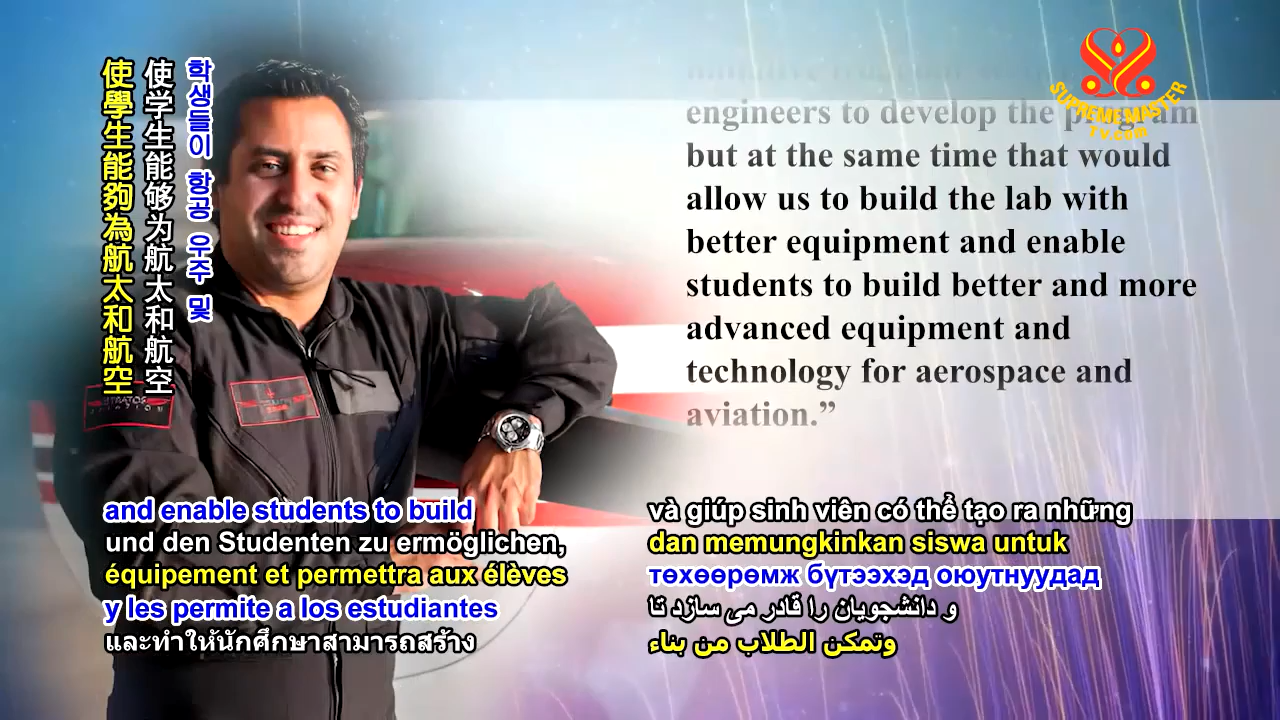 使學生能夠為航太和航空
使学生能够为航太和航空
학생들이 항공 우주 및
SUPREME MASTER
TV.com
engineers to develop the program
but at the same time that would
allow us to build the lab with
better equipment and enable
students to build better and more
advanced equipment and
technology for aerospace and
aviation.”
STRATOS
AVIATION
and enable students to build
und den Studenten zu ermöglichen,
équipement et permettra aux élèves
y les permite a los estudiantes
และทำให้นักศึกษาสามารถสร้าง
và giúp sinh viên có thể tạo ra những
dan memungkinkan siswa untuk
төхөөрөмж бүтээхэд оюутнуудад
و دانشجویان را قادر می سازد تا
وتمكن الطلاب من بناء